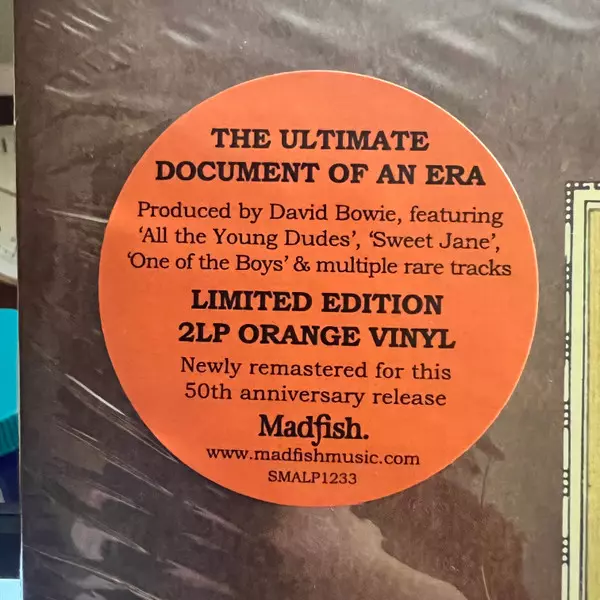 THE ULTIMATE
DOCUMENT OF AN ERA
Produced by David Bowie, featuring
‘All the Young Dudes’, ‘Sweet Jane’,
‘One of the Boys’ & multiple rare tracks
LIMITED EDITION
2LP ORANGE VINYL
Newly remastered for this
50th anniversary release
Madfish.
www.madfishmusic.com
SMALP1233